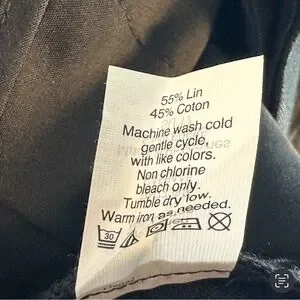 55% Lin
45% Coton
Machine wash cold
gentle cycle,
with like colors.
Non chlorine
bleach only.
Tumble dry low.
Warm iron as needed.
30